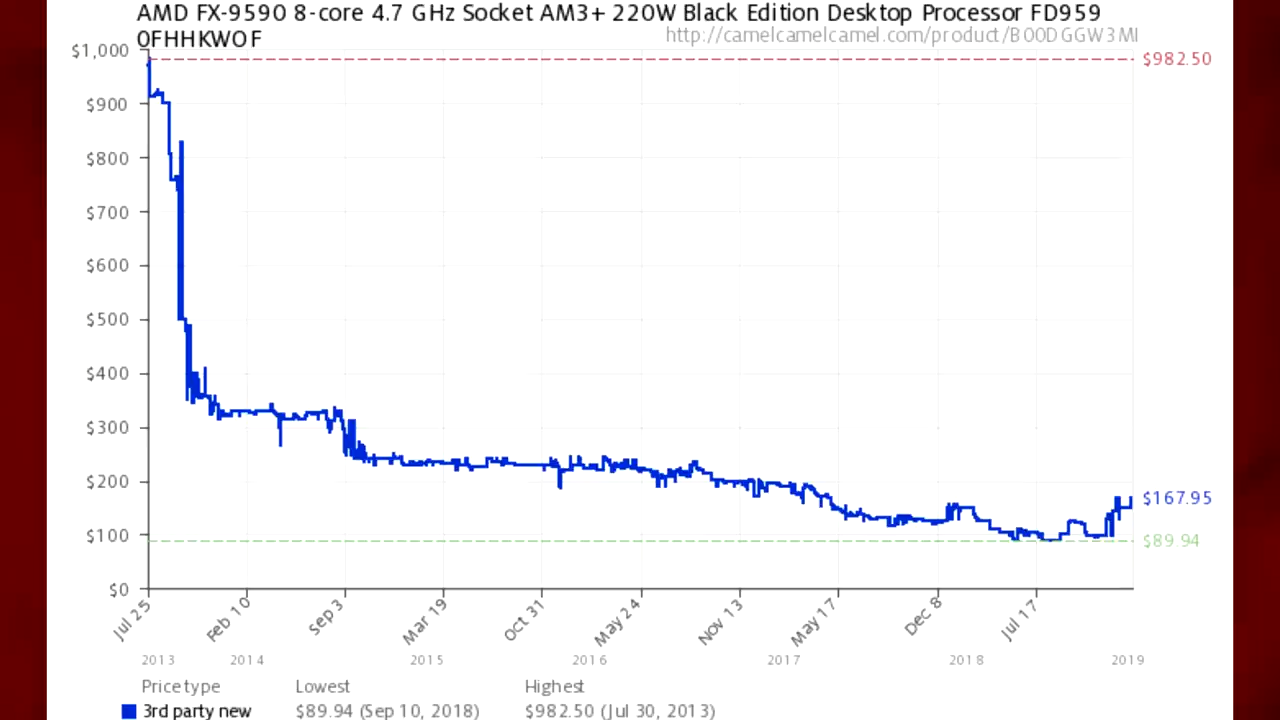 AMD FX-9590 8-core 4.7 GHz Socket AM3+ 220W Black Edition Desktop Processor FD959
0FHHKWOF
http://camelcamelcamel.com/product/B00DGGW3MI
$1,000
$982.50
$900
$800
$700
$600
$500
$400
$300
$200
$167.95
$100
$89.94
$0
Jul 25
Feb 10
Sep 3
Mar 19
Oct 31
May 24
Nov 13
May 17
Dec 8
Jul 17
2013 2014 2015 2016 2017 2018 2019
Price type Lowest Highest
3rd party new $89.94 (Sep 10, 2018) $982.50 (Jul 30, 2013)